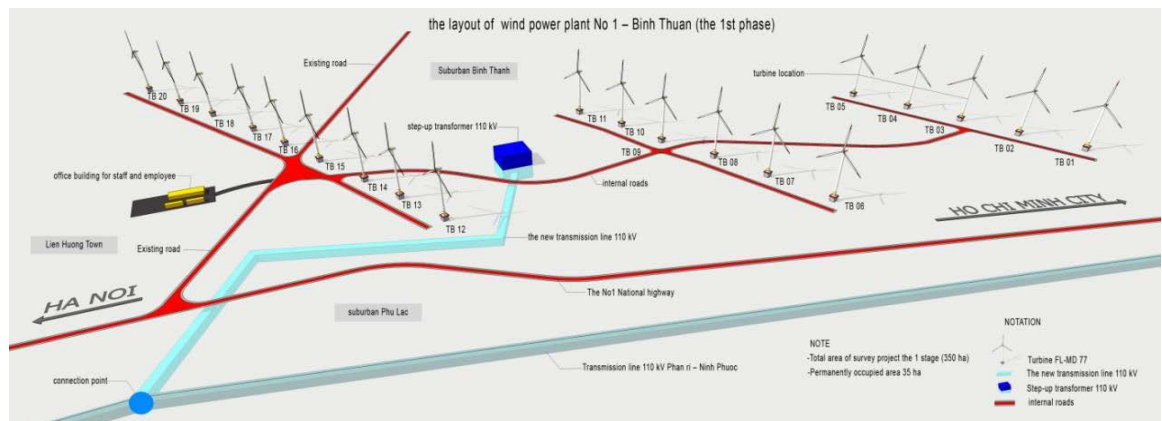 the layout of wind power plant No 1 – Binh Thuan (the 1st phase)
Existing road
Suburban Binh Thanh
turbine location
TB 20
TB 19
TB 18
TB 17
TB 16
TB 15
TB 14
TB 13
TB 12
step-up transformer 110 kV
TB 11
TB 10
TB 09
TB 08
TB 07
TB 06
TB 05
TB 04
TB 03
TB 02
TB 01
office building for staff and employee
internal roads
HO CHI MINH CITY
Lien Huong Town
Existing road
the new transmission line 110 kV
HA NOI
The No1 National highway
suburban Phu Lac
connection point
Transmission line 110 kV Phan ri – Ninh Phuoc
NOTE
-Total area of survey project the 1 stage (350 ha)
-Permanently occupied area 35 ha
NOTATION
Turbine FL-MD 77
The new transmission line 110 kV
Step-up transformer 110 kV
internal roads